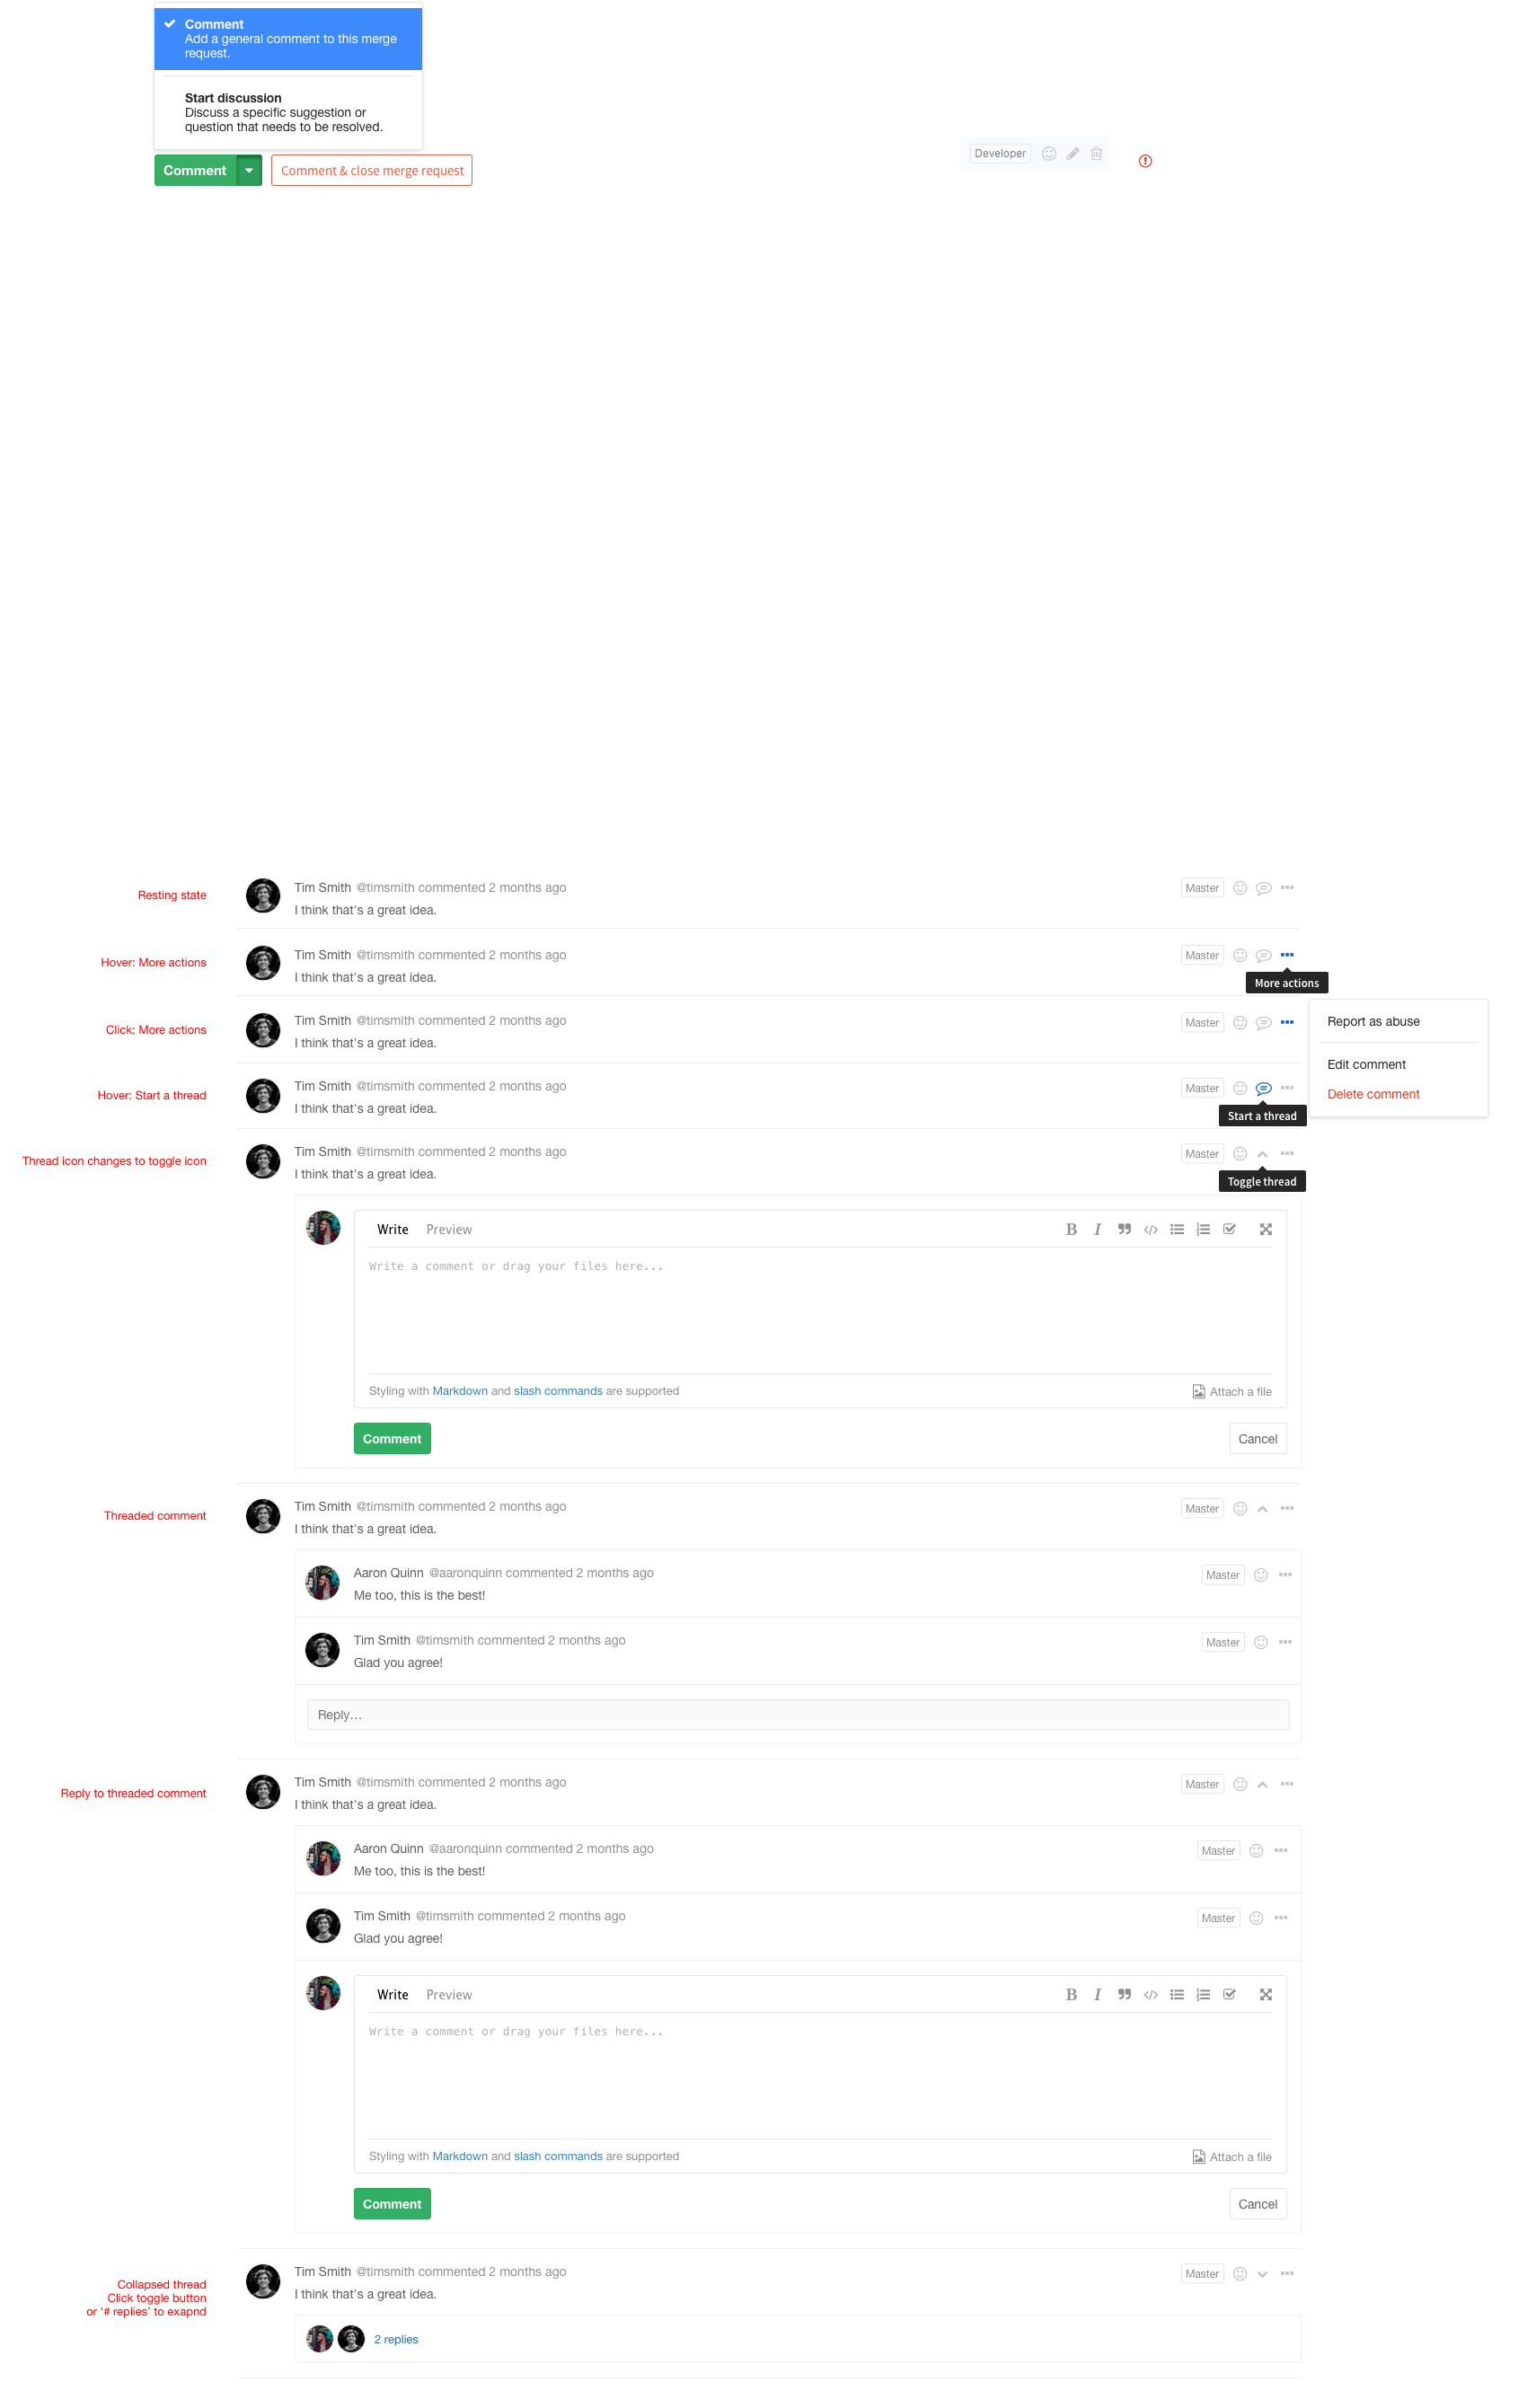 Comment
Add a general comment to this merge
request.
Start discussion
Discuss a specific suggestion or
question that needs to be resolved.
Comment
Comment & close merge request
Developer
Resting state
Tim Smith @timsmith commented 2 months ago
Master
I think that's a great idea.
Hover: More actions
Tim Smith @timsmith commented 2 months ago
Master
I think that's a great idea.
More actions
Click: More actions
Tim Smith @timsmith commented 2 months ago
Master
I think that's a great idea.
Report as abuse
Edit comment
Delete comment
Hover: Start a thread
Tim Smith @timsmith commented 2 months ago
Master
I think that's a great idea.
Start a thread
Thread icon changes to toggle icon
Tim Smith @timsmith commented 2 months ago
Master
I think that's a great idea.
Toggle thread
Write Preview
Write a comment or drag your files here...
Styling with Markdown and slash commands are supported
Attach a file
Comment
Cancel
Threaded comment
Tim Smith @timsmith commented 2 months ago
Master
I think that's a great idea.
Aaron Quinn @aaronquinn commented 2 months ago
Master
Me too, this is the best!
Tim Smith @timsmith commented 2 months ago
Master
Glad you agree!
Reply…
Reply to threaded comment
Tim Smith @timsmith commented 2 months ago
Master
I think that's a great idea.
Aaron Quinn @aaronquinn commented 2 months ago
Master
Me too, this is the best!
Tim Smith @timsmith commented 2 months ago
Master
Glad you agree!
Write Preview
Write a comment or drag your files here...
Styling with Markdown and slash commands are supported
Attach a file
Comment
Cancel
Collapsed thread
Click toggle button
or ‘# replies’ to exapnd
Tim Smith @timsmith commented 2 months ago
Master
I think that's a great idea.
2 replies